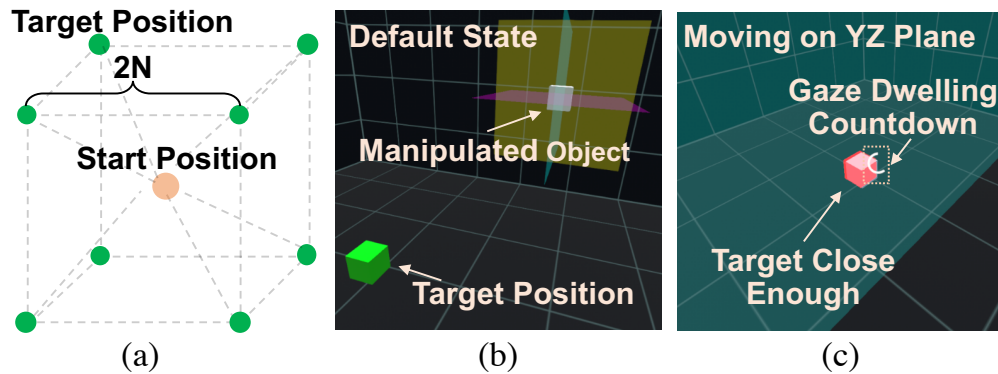 Target Position
2N
Start Position
(a)
Default State
Manipulated Object
Target Position
(b)
Moving on YZ Plane
Gaze Dwelling
Countdown
Target Close
Enough
(c)